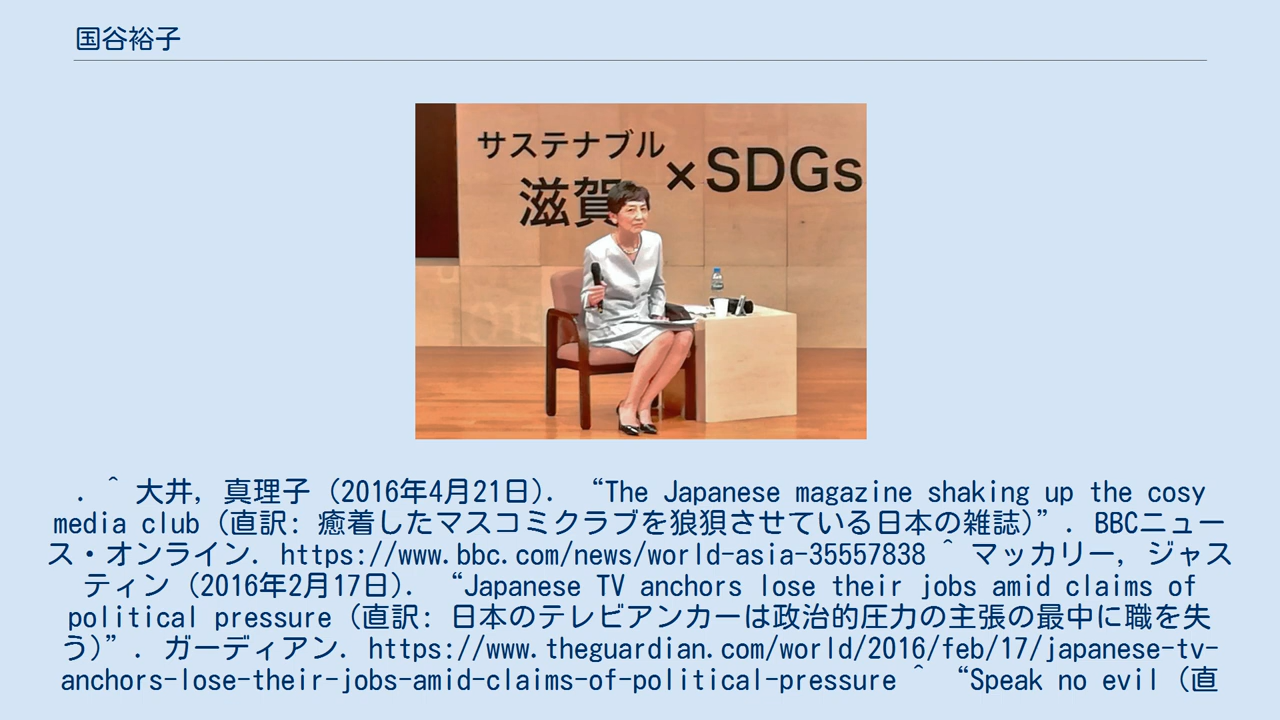 国谷裕子
サステナブル
滋賀
×SDGs
. ^ 大井, 真理子 (2016年4月21日). “The Japanese magazine shaking up the cosy
media club (直訳: 癒着したマスコミクラブを狼狽させている日本の雑誌)”. BBCニュー
ス・オンライン. https://www.bbc.com/news/world-asia-35557838 ^ マッカリー, ジャス
ティン (2016年2月17日). “Japanese TV anchors lose their jobs amid claims of
political pressure (直訳: 日本のテレビアンカーは政治的圧力の主張の最中に職を失
う)”. ガーディアン. https://www.theguardian.com/world/2016/feb/17/japanese-tv-
anchors-lose-their-jobs-amid-claims-of-political-pressure ^ “Speak no evil (直